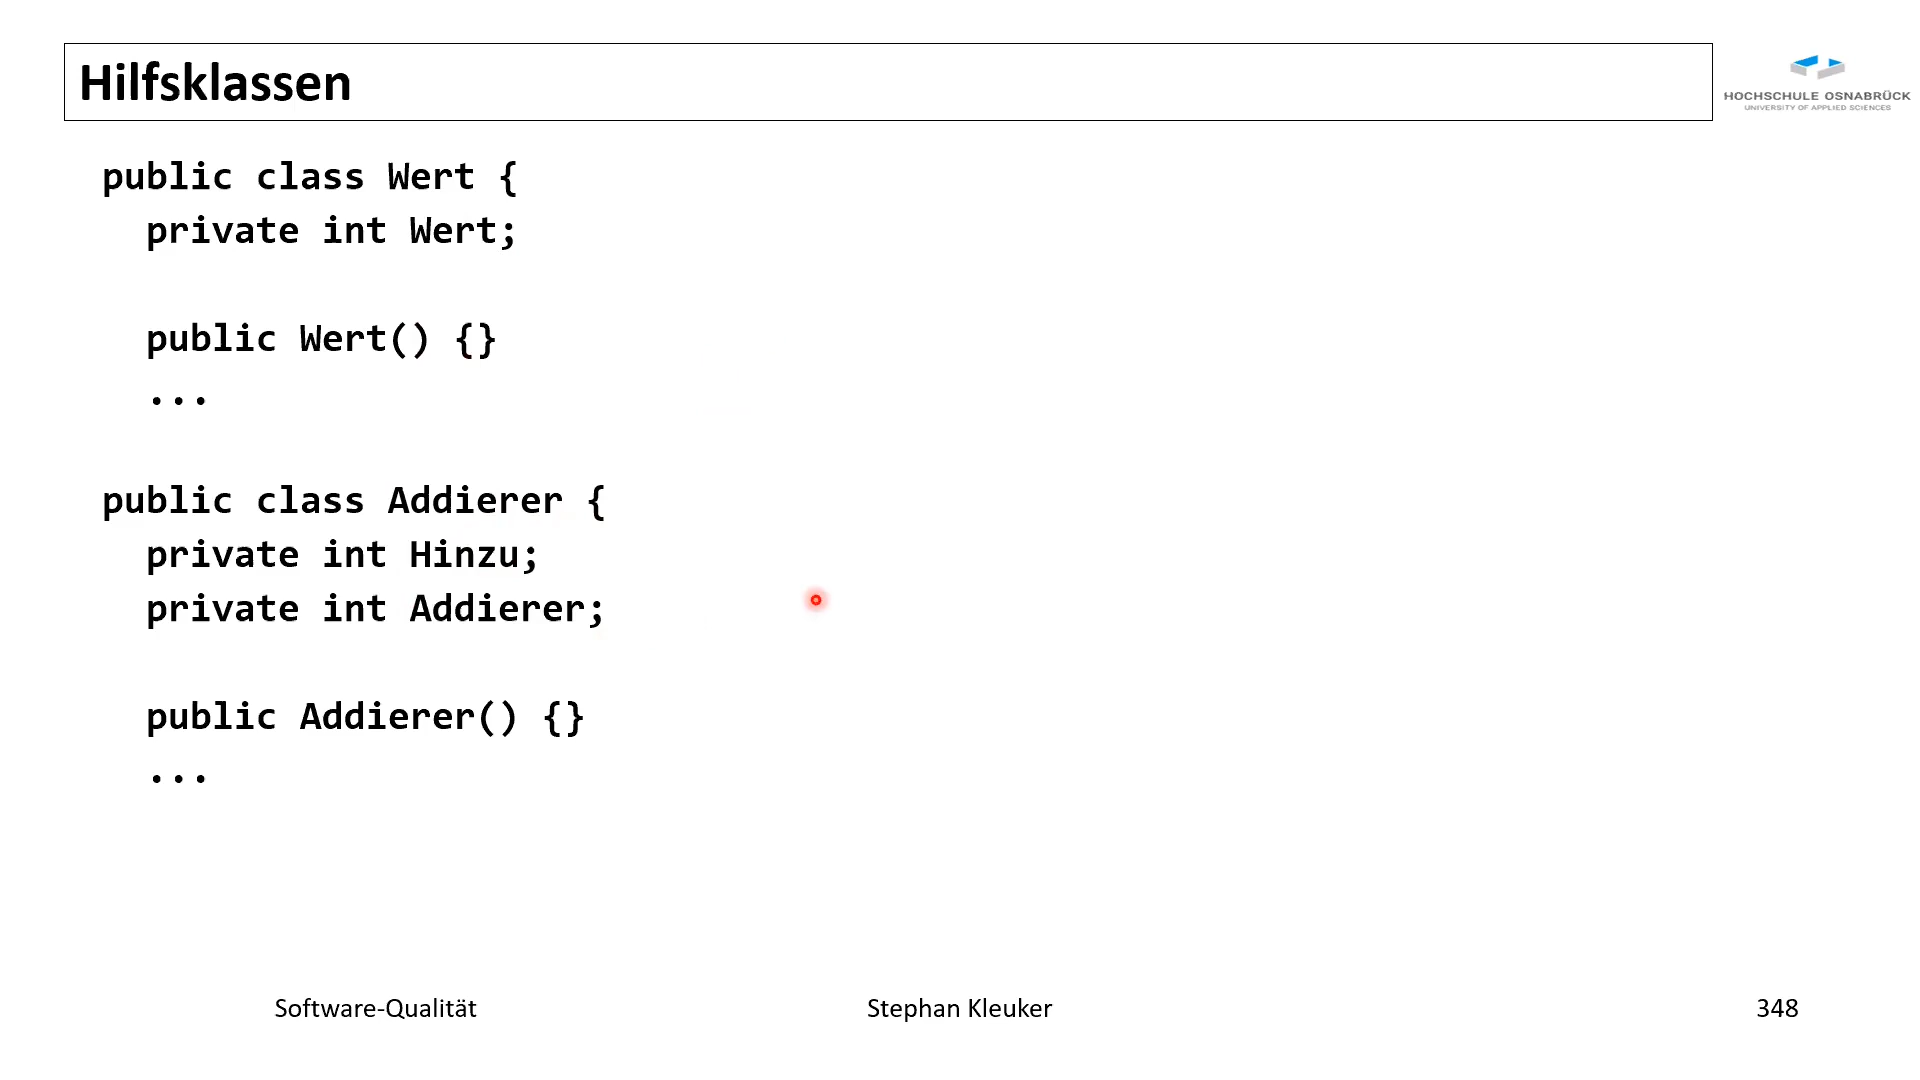 Hilfsklassen
HOCHSCHULE OSNABRÜCK
UNIVERSITY OF APPLIED SCIENCES
public class Wert {
  private int Wert;
  public Wert() {}
  ...
public class Addierer {
  private int Hinzu;
  private int Addierer;
  public Addierer() {}
  ...
Software-Qualität
Stephan Kleuker
348